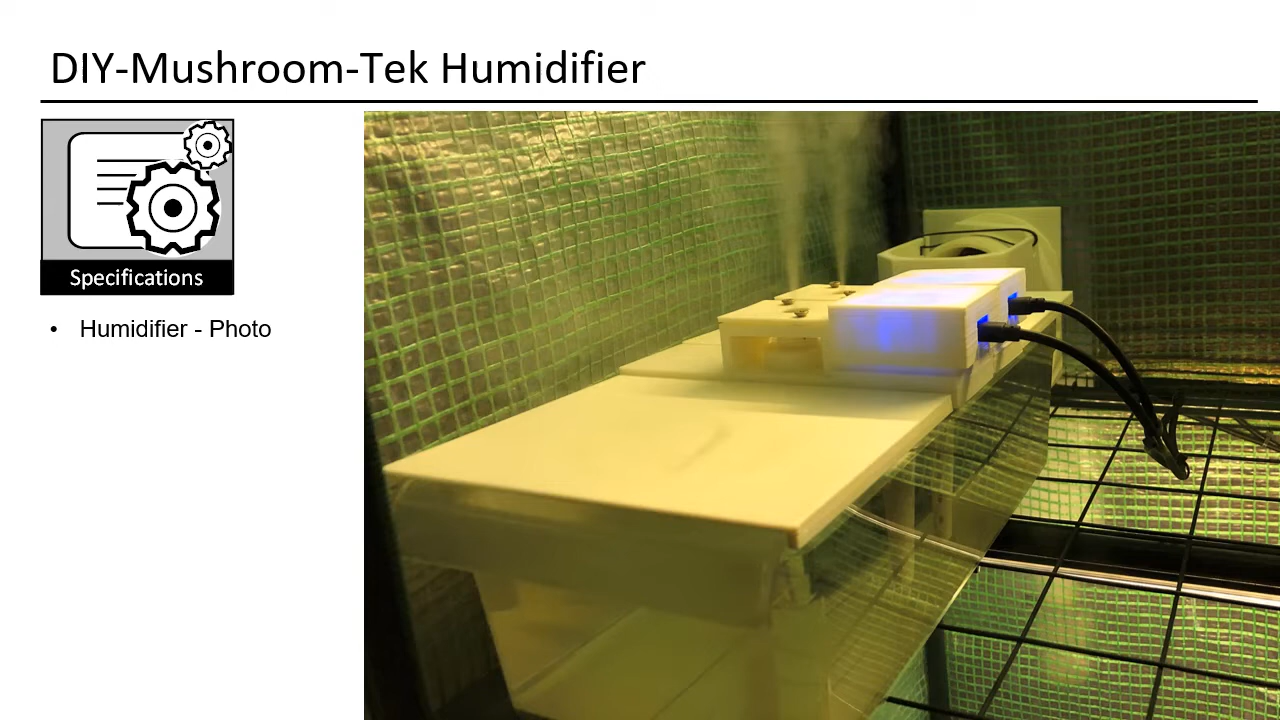 DIY-Mushroom-Tek Humidifier
Specifications
• Humidifier - Photo